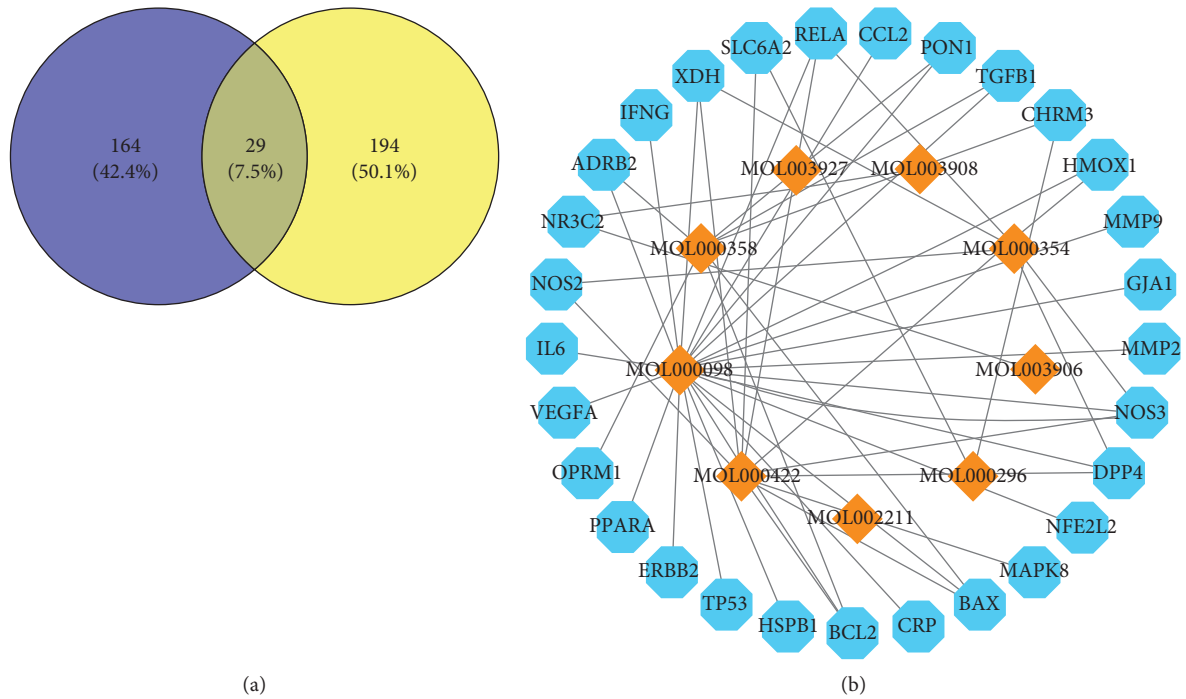 164
(42.4%)
29
(7.5%)
194
(50.1%)
(a)
SLC6A2
RELA
CCL2
PON1
XDH
TGFB1
IFNG
CHRM3
ADRB2
HMOX1
MOL003927
MOL003908
NR3C2
MMP9
MOL000358
MOL000354
NOS2
GJA1
IL6
MMP2
MOL000098
MOL003906
VEGFA
NOS3
OPRM1
DPP4
MOL000422
MOL000296
PPARA
MOL002211
NFE2L2
ERBB2
MAPK8
TP53
BAX
HSPB1
BCL2
CRP
(b)